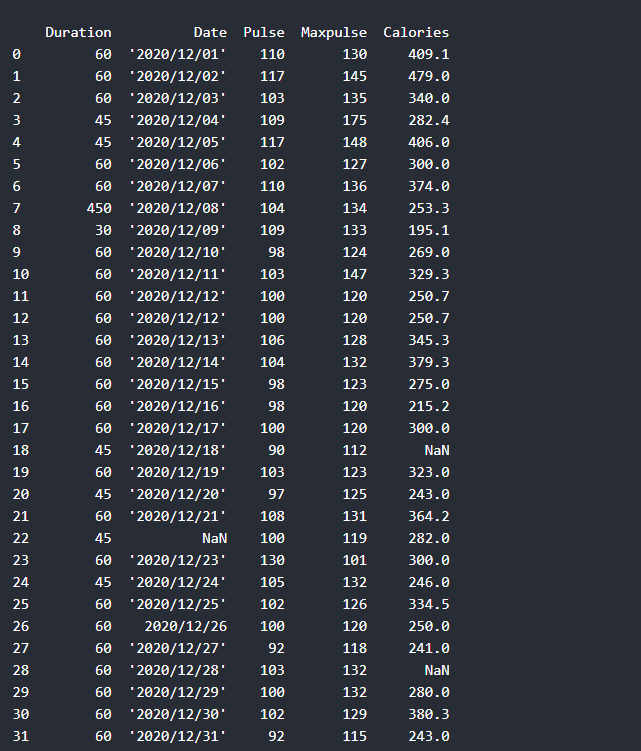 Duration Date Pulse Maxpulse Calories
0 60 '2020/12/01' 110 130 409.1
1 60 '2020/12/02' 117 145 479.0
2 60 '2020/12/03' 103 135 340.0
3 45 '2020/12/04' 109 175 282.4
4 45 '2020/12/05' 117 148 406.0
5 60 '2020/12/06' 102 127 300.0
6 60 '2020/12/07' 110 136 374.0
7 450 '2020/12/08' 104 134 253.3
8 30 '2020/12/09' 109 133 195.1
9 60 '2020/12/10' 98 124 269.0
10 60 '2020/12/11' 103 147 329.3
11 60 '2020/12/12' 100 120 250.7
12 60 '2020/12/12' 100 120 250.7
13 60 '2020/12/13' 106 128 345.3
14 60 '2020/12/14' 104 132 379.3
15 60 '2020/12/15' 98 123 275.0
16 60 '2020/12/16' 98 120 215.2
17 60 '2020/12/17' 100 120 300.0
18 45 '2020/12/18' 90 112 NaN
19 60 '2020/12/19' 103 123 323.0
20 45 '2020/12/20' 97 125 243.0
21 60 '2020/12/21' 108 131 364.2
22 45 NaN 100 119 282.0
23 60 '2020/12/23' 130 101 300.0
24 45 '2020/12/24' 105 132 246.0
25 60 '2020/12/25' 102 126 334.5
26 60 2020/12/26 100 120 250.0
27 60 '2020/12/27' 92 118 241.0
28 60 '2020/12/28' 103 132 NaN
29 60 '2020/12/29' 100 132 280.0
30 60 '2020/12/30' 102 129 380.3
31 60 '2020/12/31' 92 115 243.0